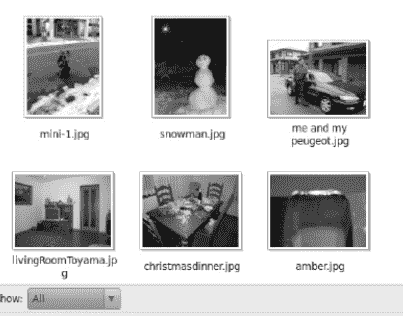 mini-1.jpg
snowman.jpg
me and my
peugeot.jpg
livingRoomToyama.jp
g
christmasdinner.jpg
amber.jpg
how: All